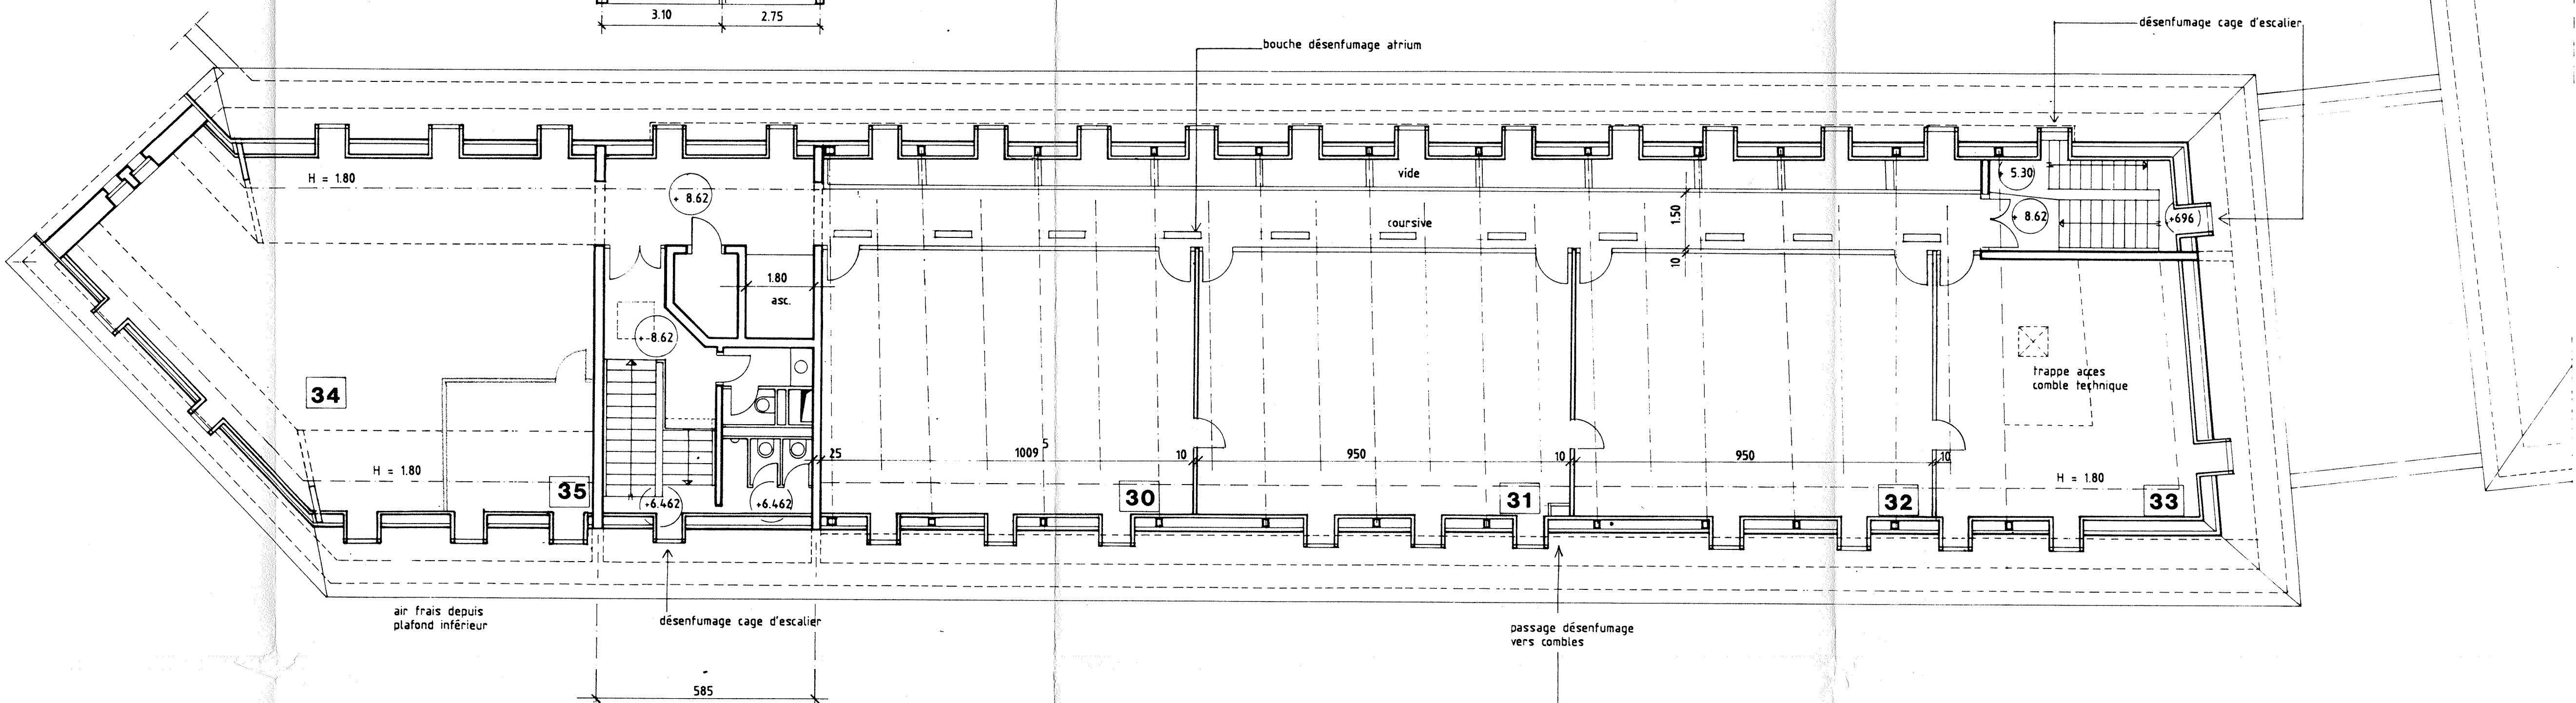 3.10
2.75
désenfumage cage d'escalier
bouche désenfumage atrium
H = 1.80
+ 8.62
vide
coursive
1.50
10
+ 5.30
+ 8.62
+696
1.80
asc.
+ 8.62
trappe acces
comble technique
34
H = 1.80
35
+6.462
+6.462
25
1009⁵
10
950
10
950
10
30
31
32
H = 1.80
33
air frais depuis
plafond inférieur
désenfumage cage d'escalier
passage désenfumage
vers combles
585